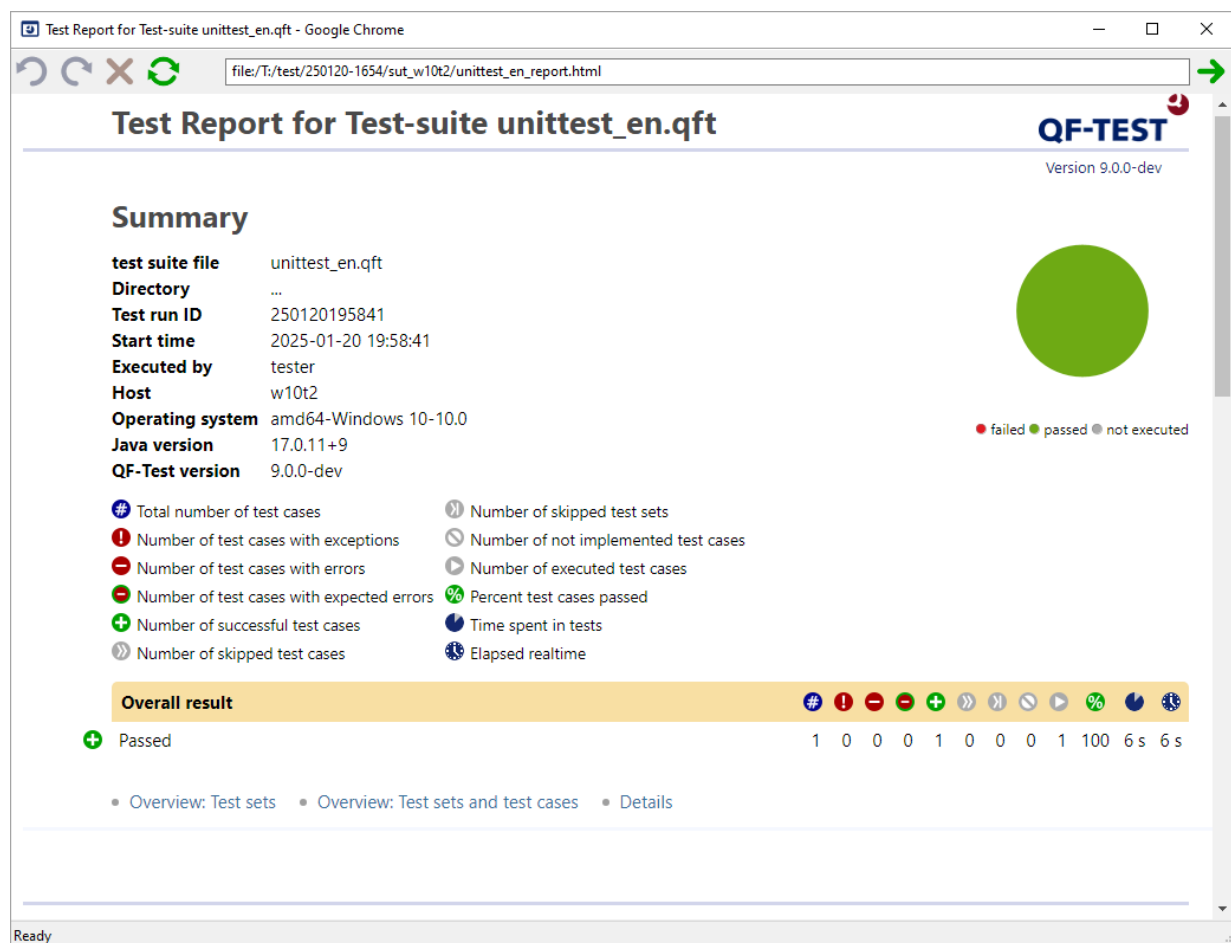 Test Report for Test-suite unittest_en.qft - Google Chrome
file:/T:/test/250120-1654/sut_w10t2/unittest_en_report.html
Test Report for Test-suite unittest_en.qft
QF-TEST
Version 9.0.0-dev
Summary
test suite file unittest_en.qft
Directory ...
Test run ID 250120195841
Start time 2025-01-20 19:58:41
Executed by tester
Host w10t2
Operating system amd64-Windows 10-10.0
Java version 17.0.11+9
QF-Test version 9.0.0-dev
failed passed not executed
Total number of test cases Number of skipped test sets
Number of test cases with exceptions Number of not implemented test cases
Number of test cases with errors Number of executed test cases
Number of test cases with expected errors Percent test cases passed
Number of successful test cases Time spent in tests
Number of skipped test cases Elapsed realtime
Overall result
Passed 1 0 0 0 1 0 0 0 1 100 6 s 6 s
• Overview: Test sets • Overview: Test sets and test cases • Details
Ready